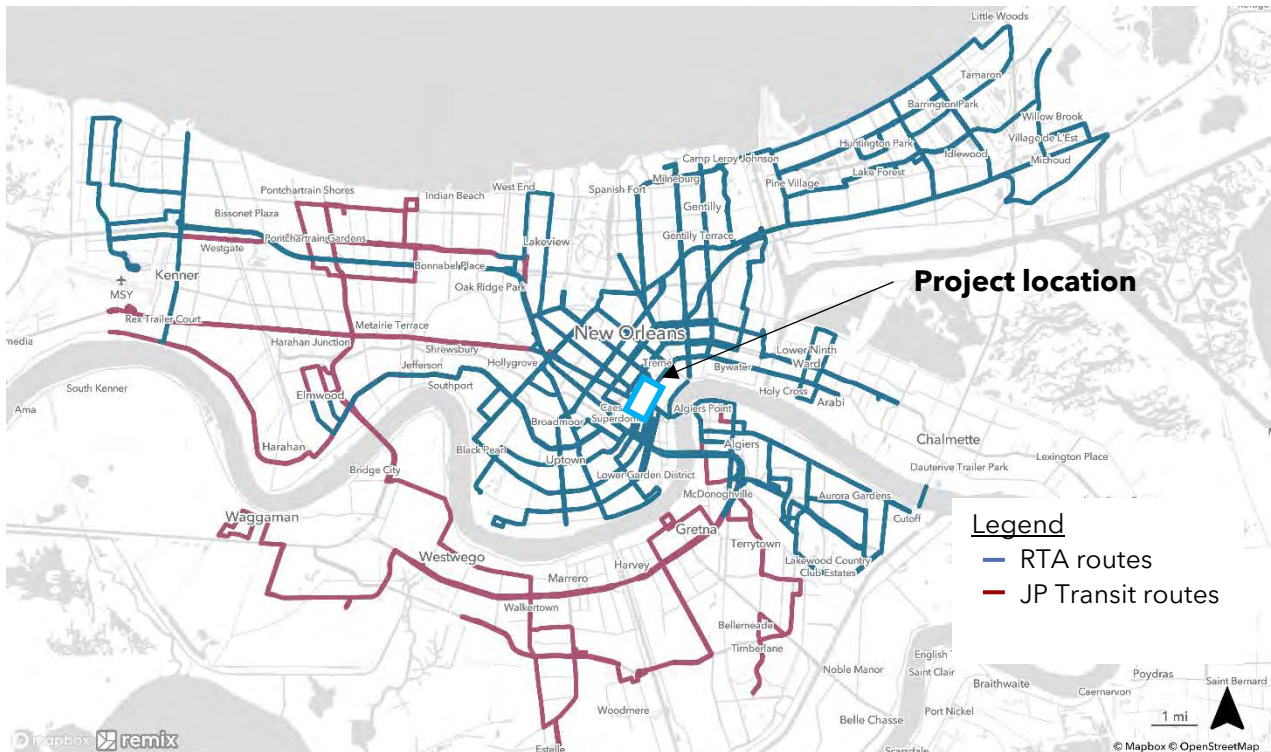 Little Woods
Tamaron
Barrington Park
Willow Brook
Village de L'Est
Huntington Park
Idlewood
Michoud
Camp Leroy Johnson
Lake Forest
Pine Village
Milneburg
Spanish Fort
West End
Indian Beach
Pontchartrain Shores
Gentilly
Bissonet Plaza
Gentilly Terrace
Pontchartrain Gardens
Lakeview
Westgate
Bonnabel Place
Kenner
Oak Ridge Park
Project location
MSY
Rex Trailer Court
Metairie Terrace
New Orleans
Harahan Junction
Shrewsbury
Hollygrove
Tremé
Lower Ninth
Ward
Bywater
Jefferson
South Kenner
Southport
Holy Cross
Arabi
Elmwood
Ama
Algiers Point
Superdome
Broadmoor
Harahan
Black Pearl
Uptown
Algiers
Chalmette
Lexington Place
Bridge City
Lower Garden District
Dauterive Trailer Park
McDonoghville
Aurora Gardens
Waggaman
Gretna
Cutoff
Legend
RTA routes
JP Transit routes
Terrytown
Westwego
Lakewood Country
Club Estates
Marrero
Harvey
Walkertown
Bellemeade
Timberlane
Noble Manor
English
Saint Clair
Poydras
Saint Bernard
Braithwaite
Caernarvon
Woodmere
Port Nickel
Belle Chasse
1 mi
Estelle
mapbox remix
© Mapbox © OpenStreetMap